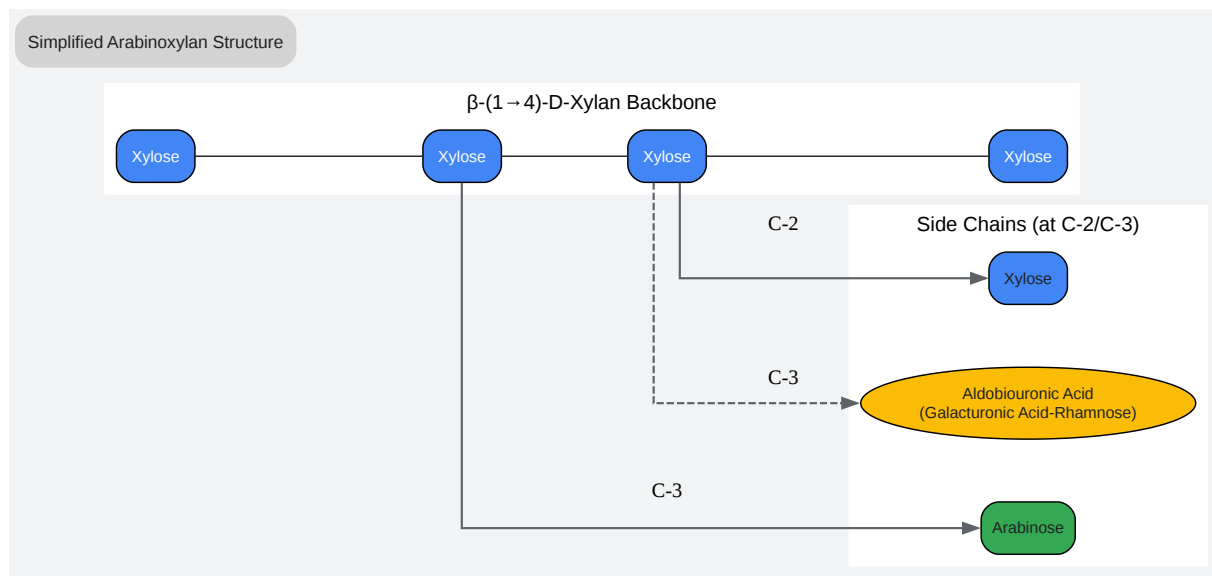 Simplified Arabinoxylan Structure
β-(1→4)-D-Xylan Backbone
Xylose
Xylose
Xylose
Xylose
C-2
Side Chains (at C-2/C-3)
Xylose
C-3
Aldobiouronic Acid
(Galacturonic Acid-Rhamnose)
C-3
Arabinose